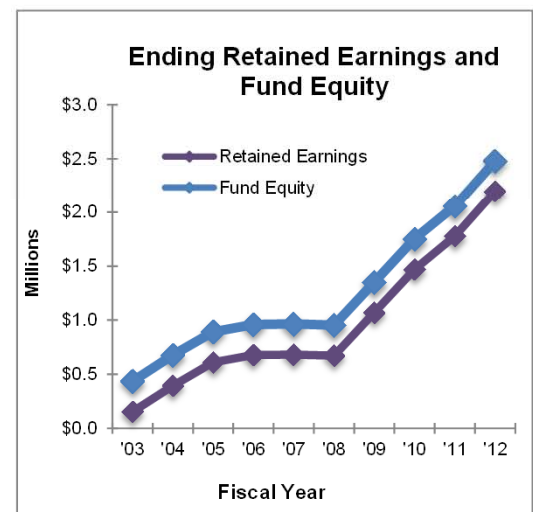 Ending Retained Earnings and
Fund Equity
$3.0
$2.5
$2.0
$1.5
$1.0
$0.5
$0.0
Millions
Retained Earnings
Fund Equity
'03 '04 '05 '06 '07 '08 '09 '10 '11 '12
Fiscal Year